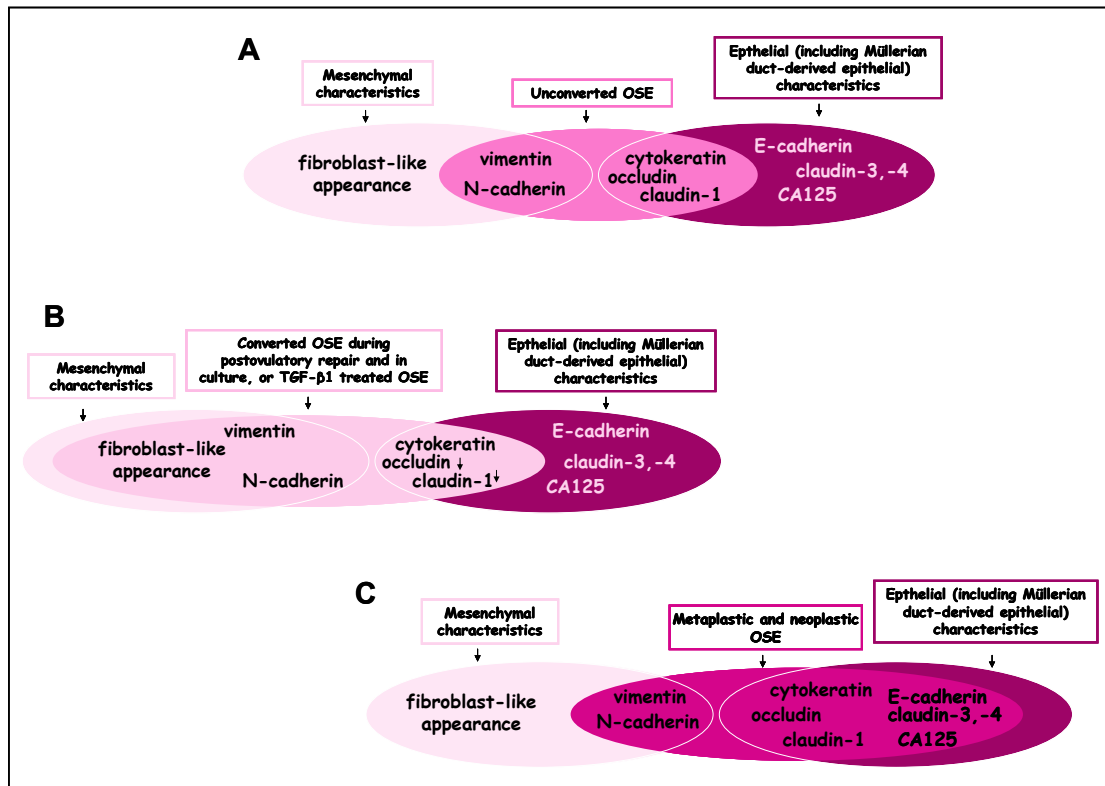 A
Mesenchymal
characteristics
Unconverted OSE
Epthelial (including Müllerian
duct-derived epithelial)
characteristics
fibroblast-like
appearance
vimentin
N-cadherin
cytokeratin
occludin
claudin-1
E-cadherin
claudin-3,-4
CA125
B
Mesenchymal
characteristics
Converted OSE during
postovulatory repair and in
culture, or TGF-β1 treated OSE
Epthelial (including Müllerian
duct-derived epithelial)
characteristics
fibroblast-like
appearance
vimentin
N-cadherin
cytokeratin
occludin ↓
claudin-1 ↓
E-cadherin
claudin-3,-4
CA125
C
Mesenchymal
characteristics
Metaplastic and neoplastic
OSE
Epthelial (including Müllerian
duct-derived epithelial)
characteristics
fibroblast-like
appearance
vimentin
N-cadherin
cytokeratin
occludin
claudin-1
E-cadherin
claudin-3,-4
CA125